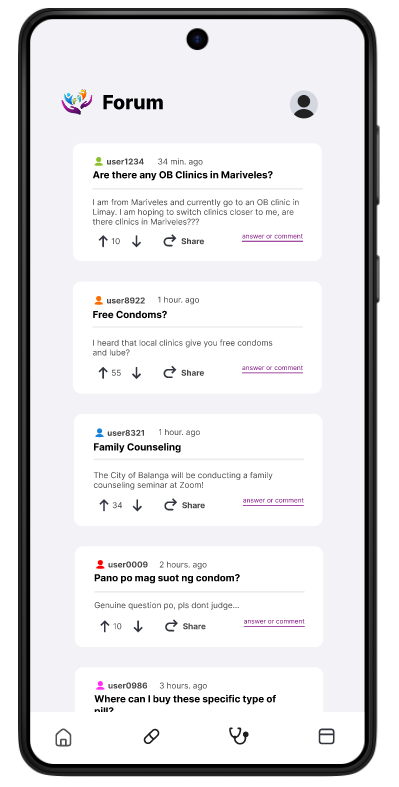 Forum
user1234 34 min. ago
Are there any OB Clinics in Mariveles?
I am from Mariveles and currently go to an OB clinic in
Limay. I am hoping to switch clinics closer to me, are
there clinics in Mariveles???
10 Share answer or comment
user8922 1 hour. ago
Free Condoms?
I heard that local clinics give you free condoms
and lube?
55 Share answer or comment
user8321 1 hour. ago
Family Counseling
The City of Balanga will be conducting a family
counseling seminar at Zoom!
34 Share answer or comment
user0009 2 hours. ago
Pano po mag suot ng condom?
Genuine question po, pls dont judge...
10 Share answer or comment
user0986 3 hours. ago
Where can I buy these specific type of
pill?